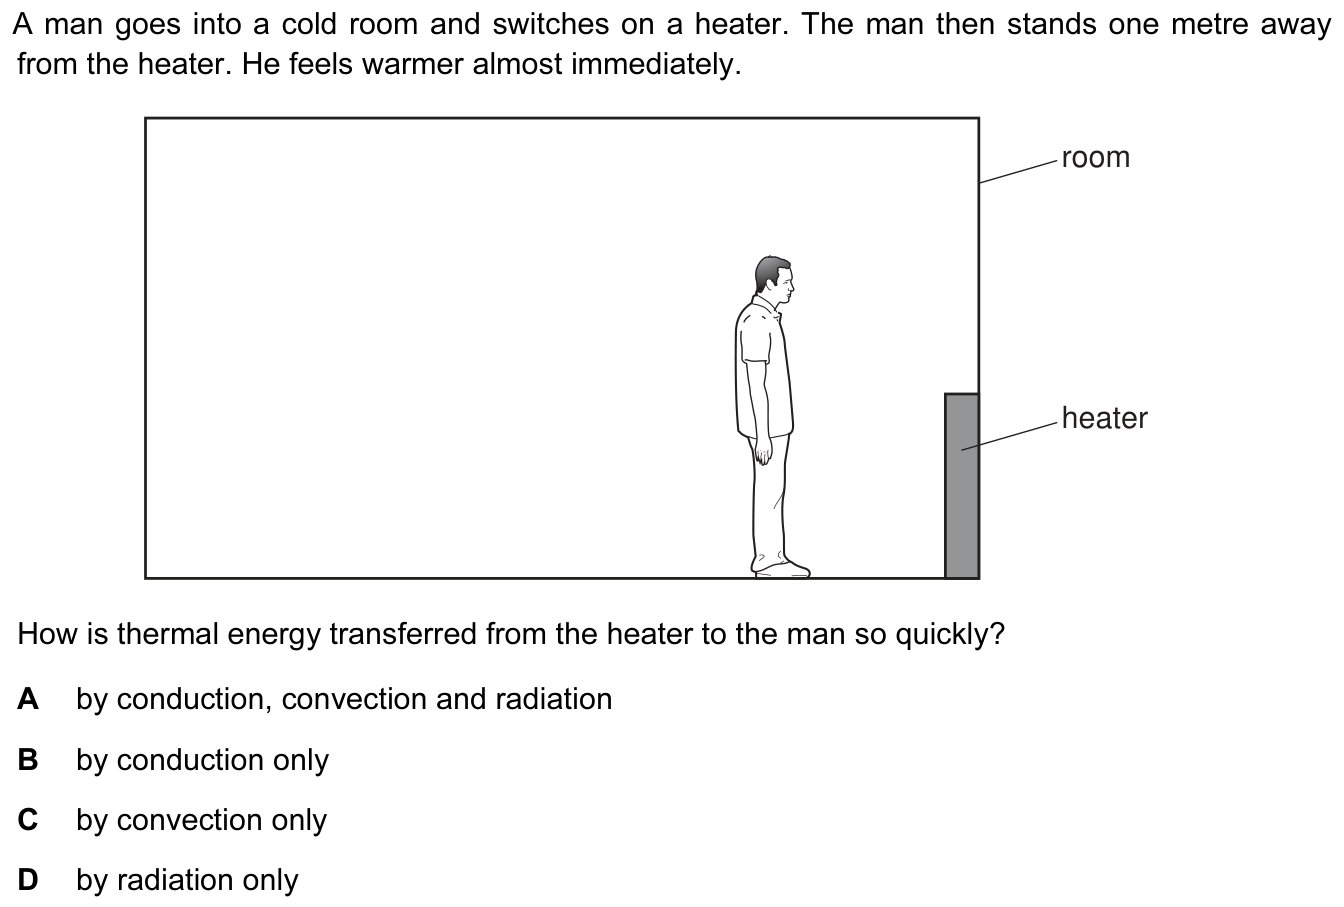 A man goes into a cold room and switches on a heater. The man then stands one metre away
from the heater. He feels warmer almost immediately.
room
heater
How is thermal energy transferred from the heater to the man so quickly?
A by conduction, convection and radiation
B by conduction only
C by convection only
D by radiation only